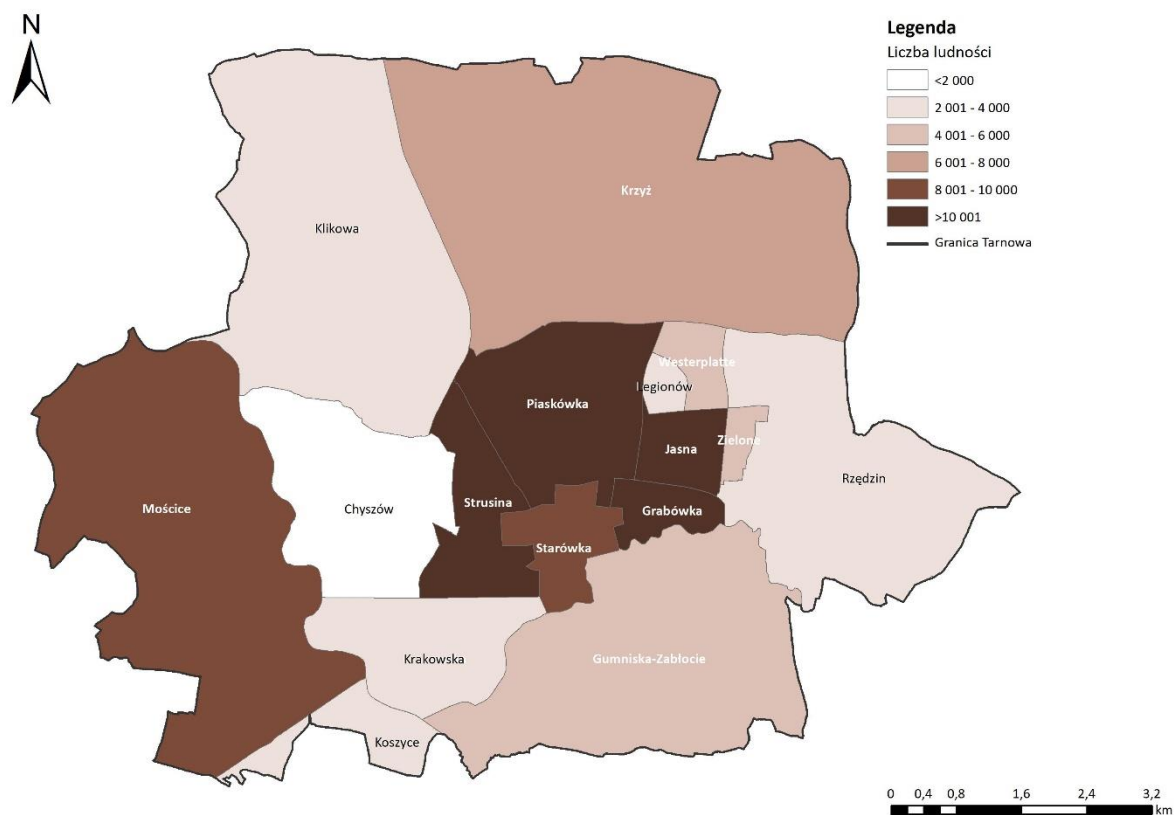 N
Legenda
Liczba ludności
<2 000
2 001 - 4 000
4 001 - 6 000
6 001 - 8 000
8 001 - 10 000
>10 001
Granica Tarnowa
Krzyż
Klikowa
Westerplatte
Legionów
Piaskówka
Jasna
Zielone
Rzędzin
Strusina
Mościce
Chyszów
Grabówka
Starówka
Krakowska
Gumniska-Zabłocie
Koszyce
0 0,4 0,8 1,6 2,4 3,2
km